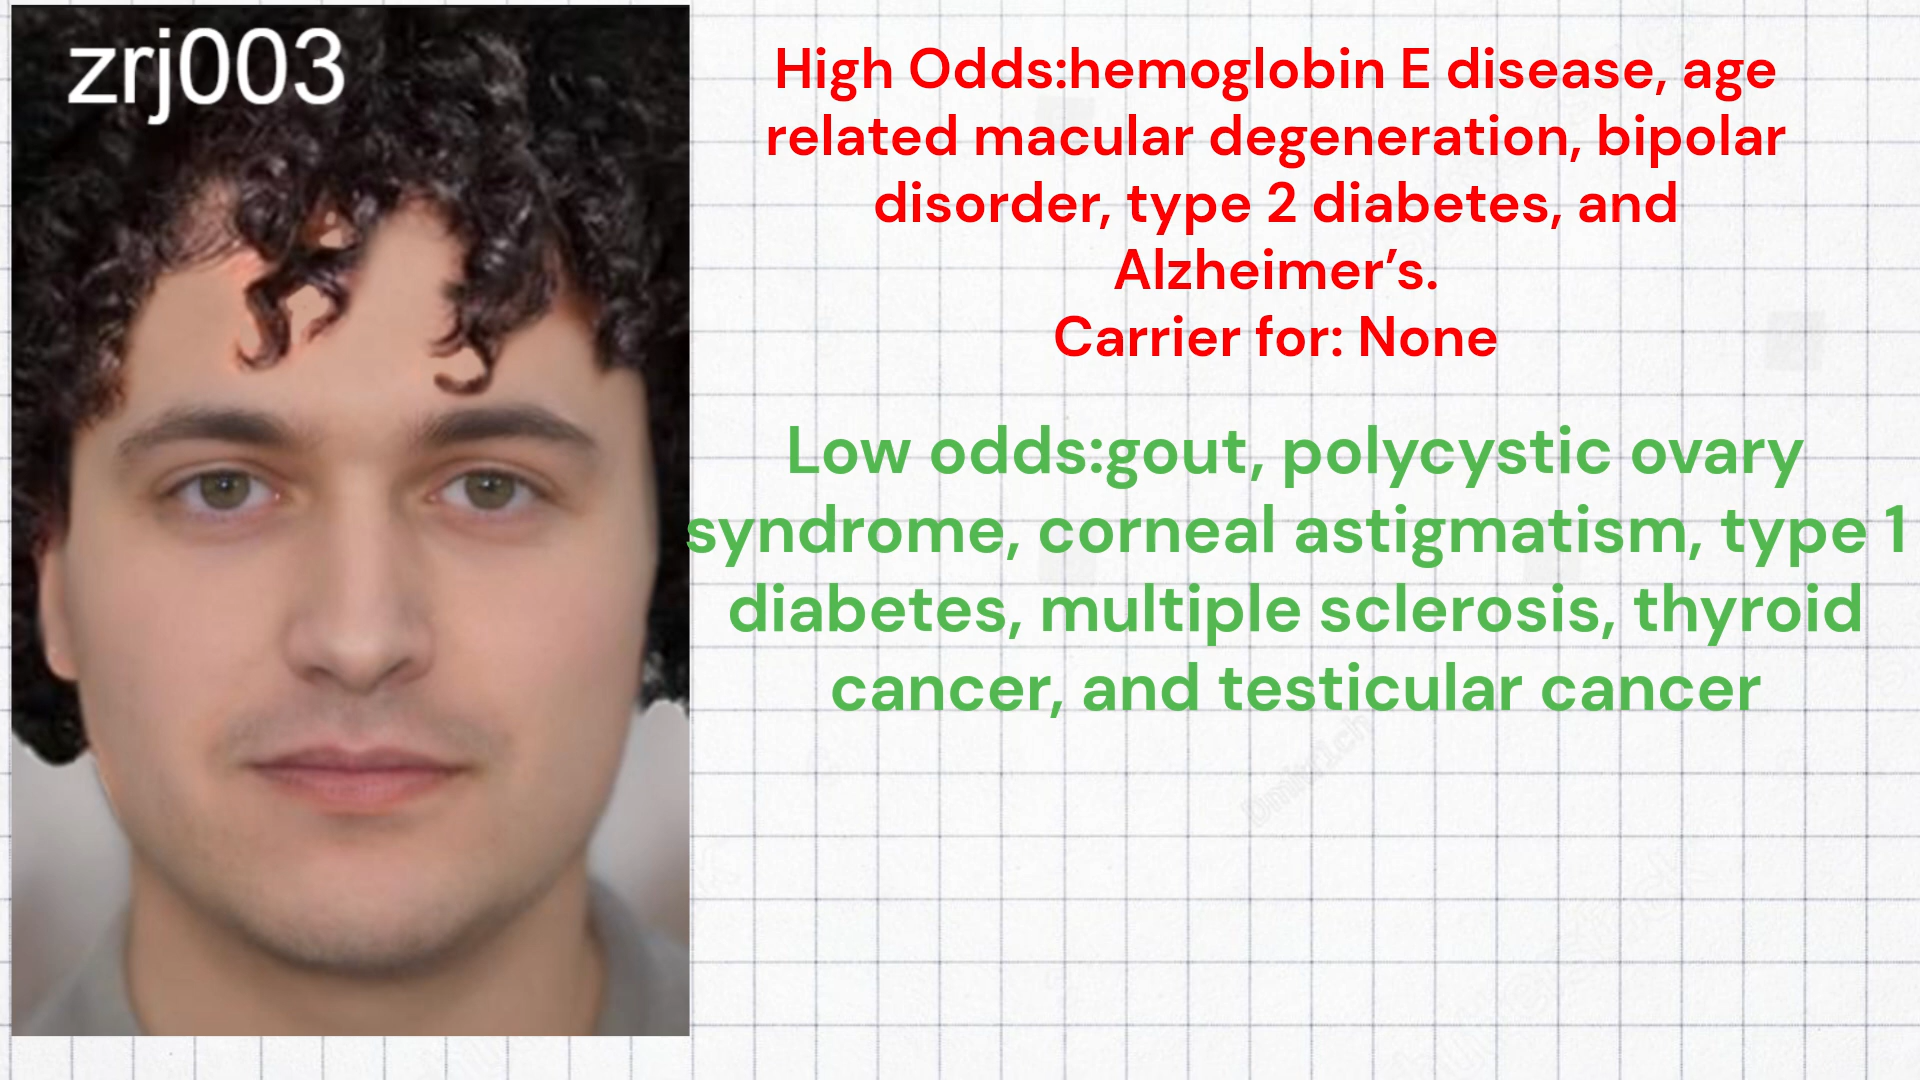 zrj003
High Odds:hemoglobin E disease, age
related macular degeneration, bipolar
disorder, type 2 diabetes, and
Alzheimer’s.
Carrier for: None
Low odds:gout, polycystic ovary
syndrome, corneal astigmatism, type 1
diabetes, multiple sclerosis, thyroid
cancer, and testicular cancer
Dmitr1ch